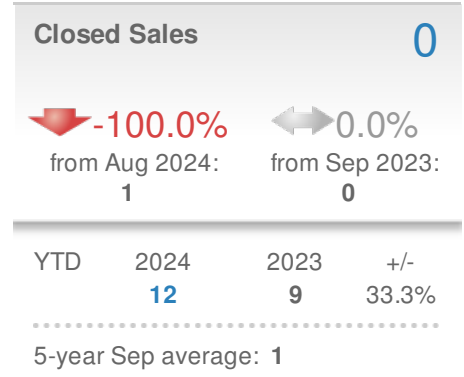 Closed Sales 0
-100.0% 0.0%
from Aug 2024: from Sep 2023:
1 0
YTD 2024 2023 +/-
12 9 33.3%
5-year Sep average: 1